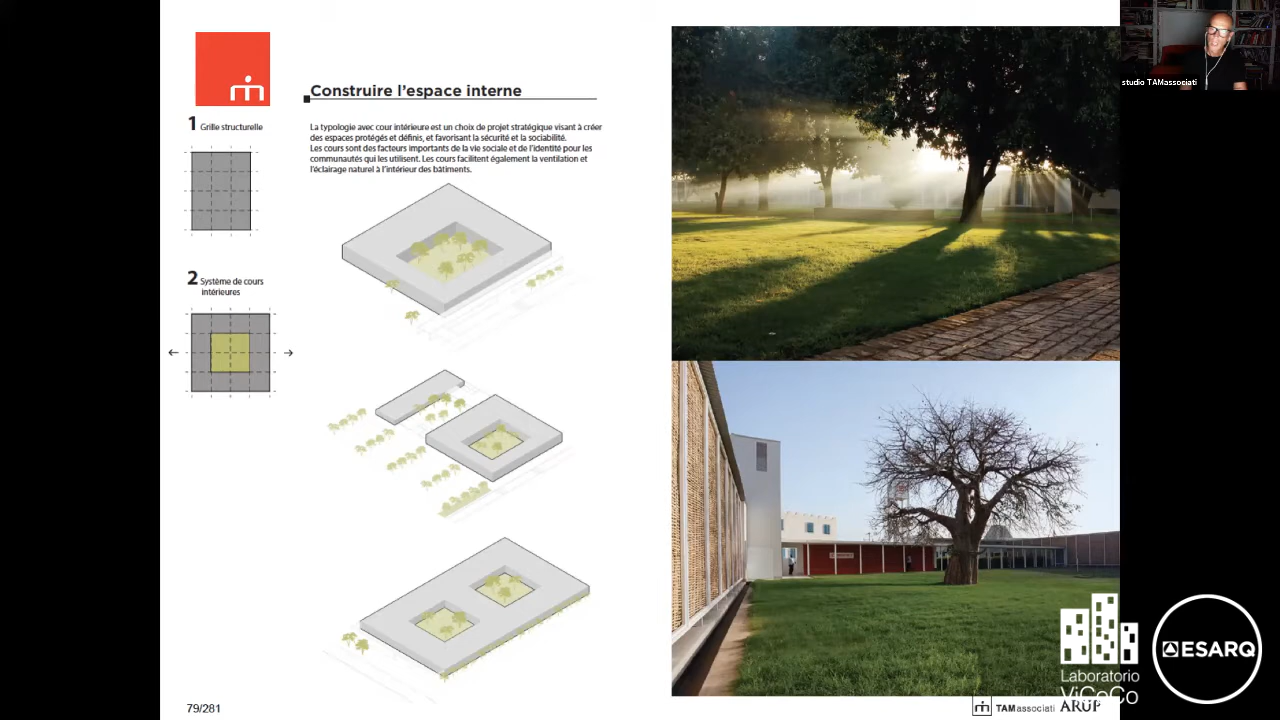 studio TAMassociati
Construire l’espace interne
1 Grille structurelle
La typologie avec cour intérieure est un choix de projet stratégique visant à créer
des espaces protégés et définis, et favorisant la sécurité et la sociabilité.
Les cours sont des facteurs importants de la vie sociale et de l’identité pour les
communautés qui les utilisent. Les cours facilitent également la ventilation et
l’éclairage naturel à l’intérieur des bâtiments.
2 Système de cours
intérieures
Laboratorio
ViCoCo
ESARQ
79/281
TAMassociati ARUP